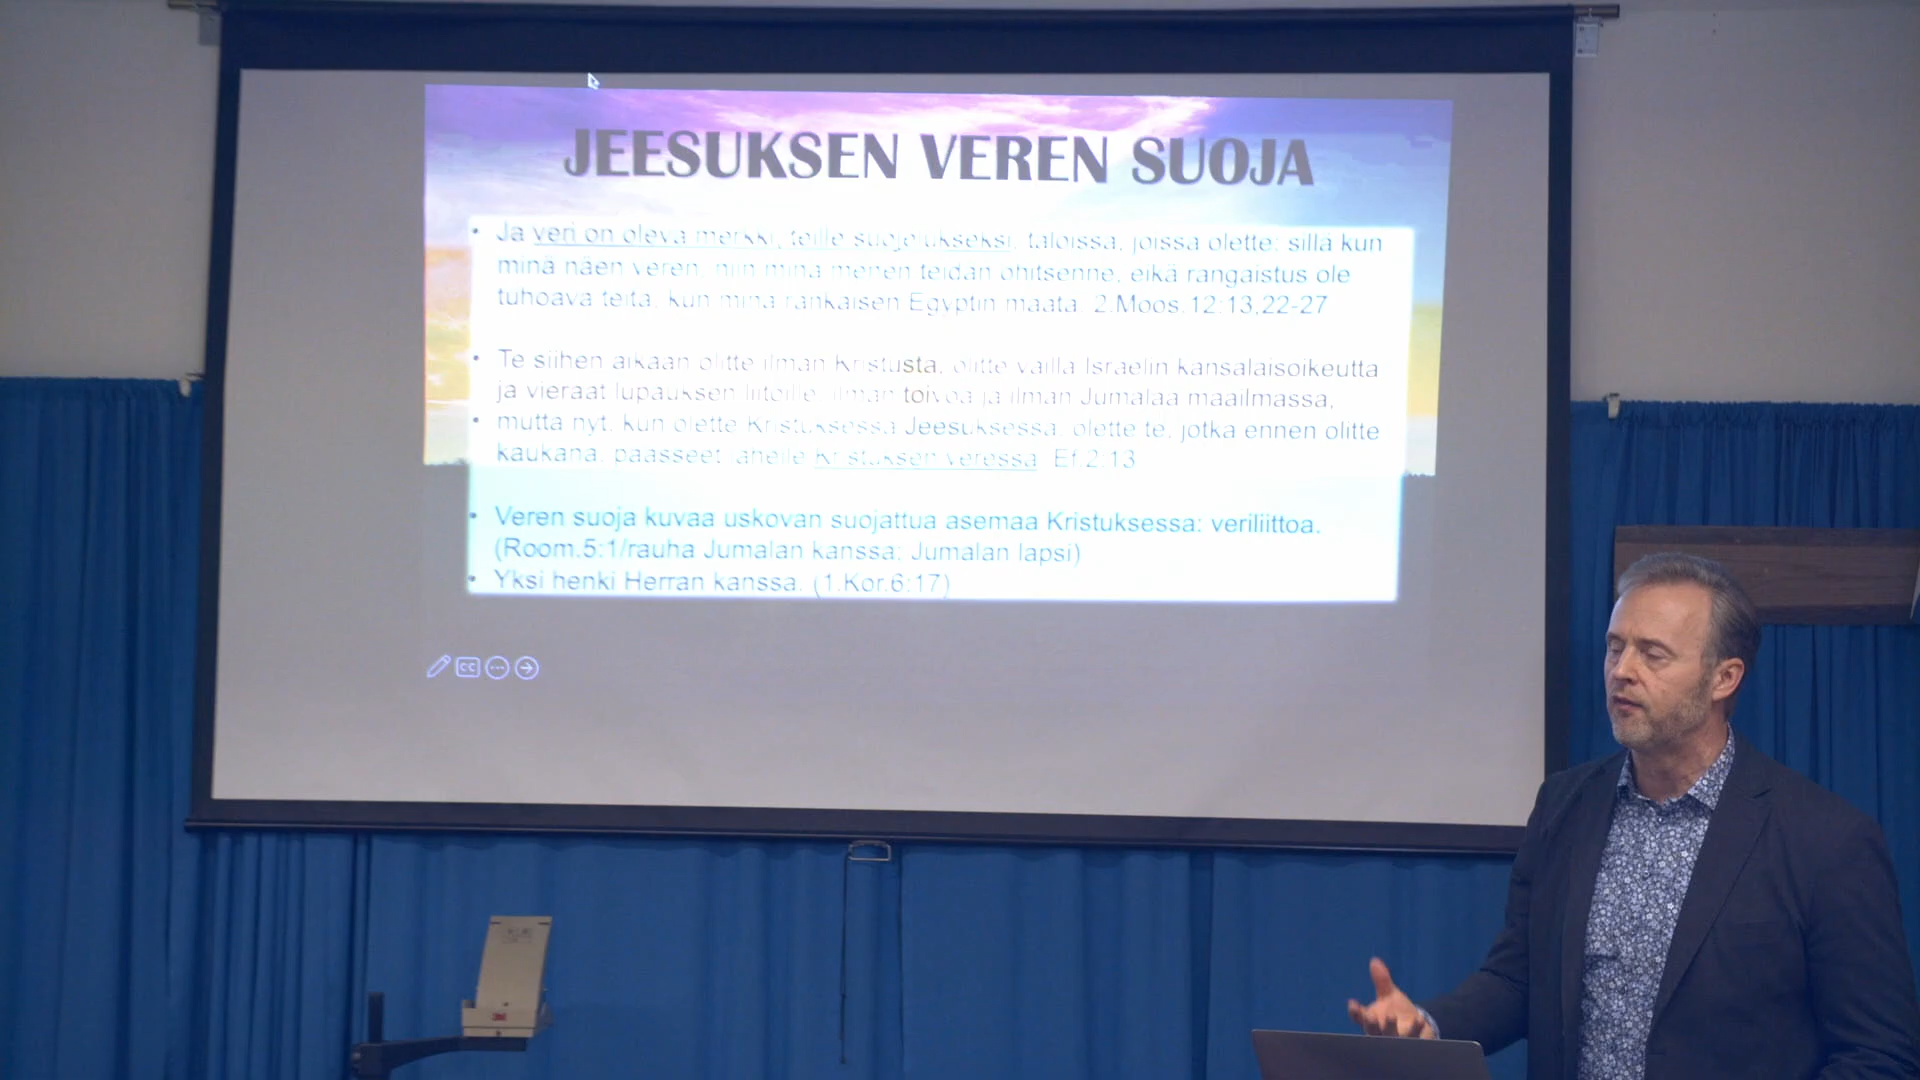 JEESUKSEN VEREN SUOJA
• Ja veri on oleva merkki, teille suojelukseksi, taloissa, joissa olette; sillä kun
minä näen veren, niin minä menen teidän ohitsenne, eikä rangaistus ole
tuhoava teitä, kun minä rankaisen Egyptin maata. 2.Moos.12:13,22-27
• Te siihen aikaan olitte ilman Kristusta, olitte vailla Israelin kansalaisoikeutta
ja vieraat lupauksen liitoille, ilman toivoa ja ilman Jumalaa maailmassa,
• mutta nyt, kun olette Kristuksessa Jeesuksessa, olette te, jotka ennen olitte
kaukana, päässeet lähelle Kristuksen veressä. Ef.2:13
• Veren suoja kuvaa uskovan suojattua asemaa Kristuksessa: veriliittoa.
(Room.5:1/rauha Jumalan kanssa; Jumalan lapsi)
• Yksi henki Herran kanssa. (1.Kor.6:17)
CC
3M